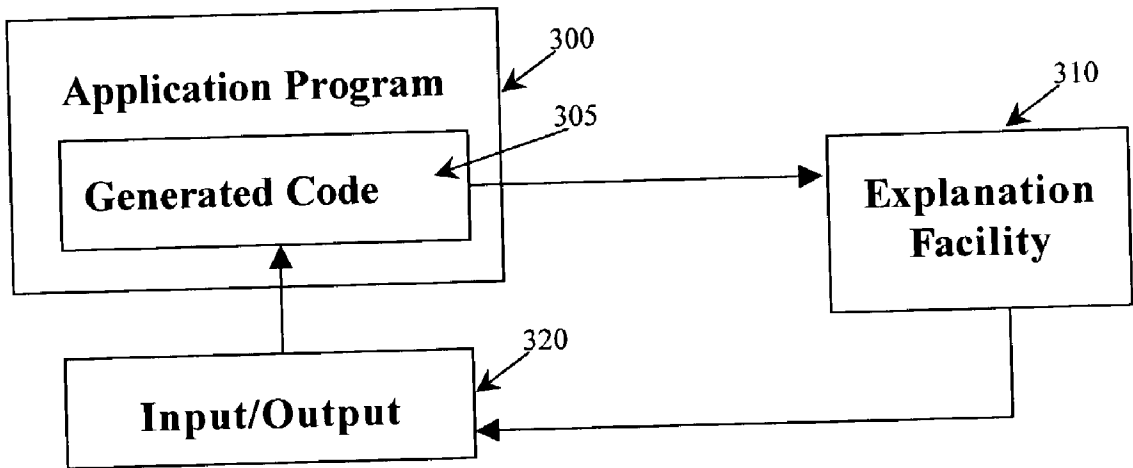 300
Application Program
310
305
Generated Code
Explanation
Facility
320
Input/Output